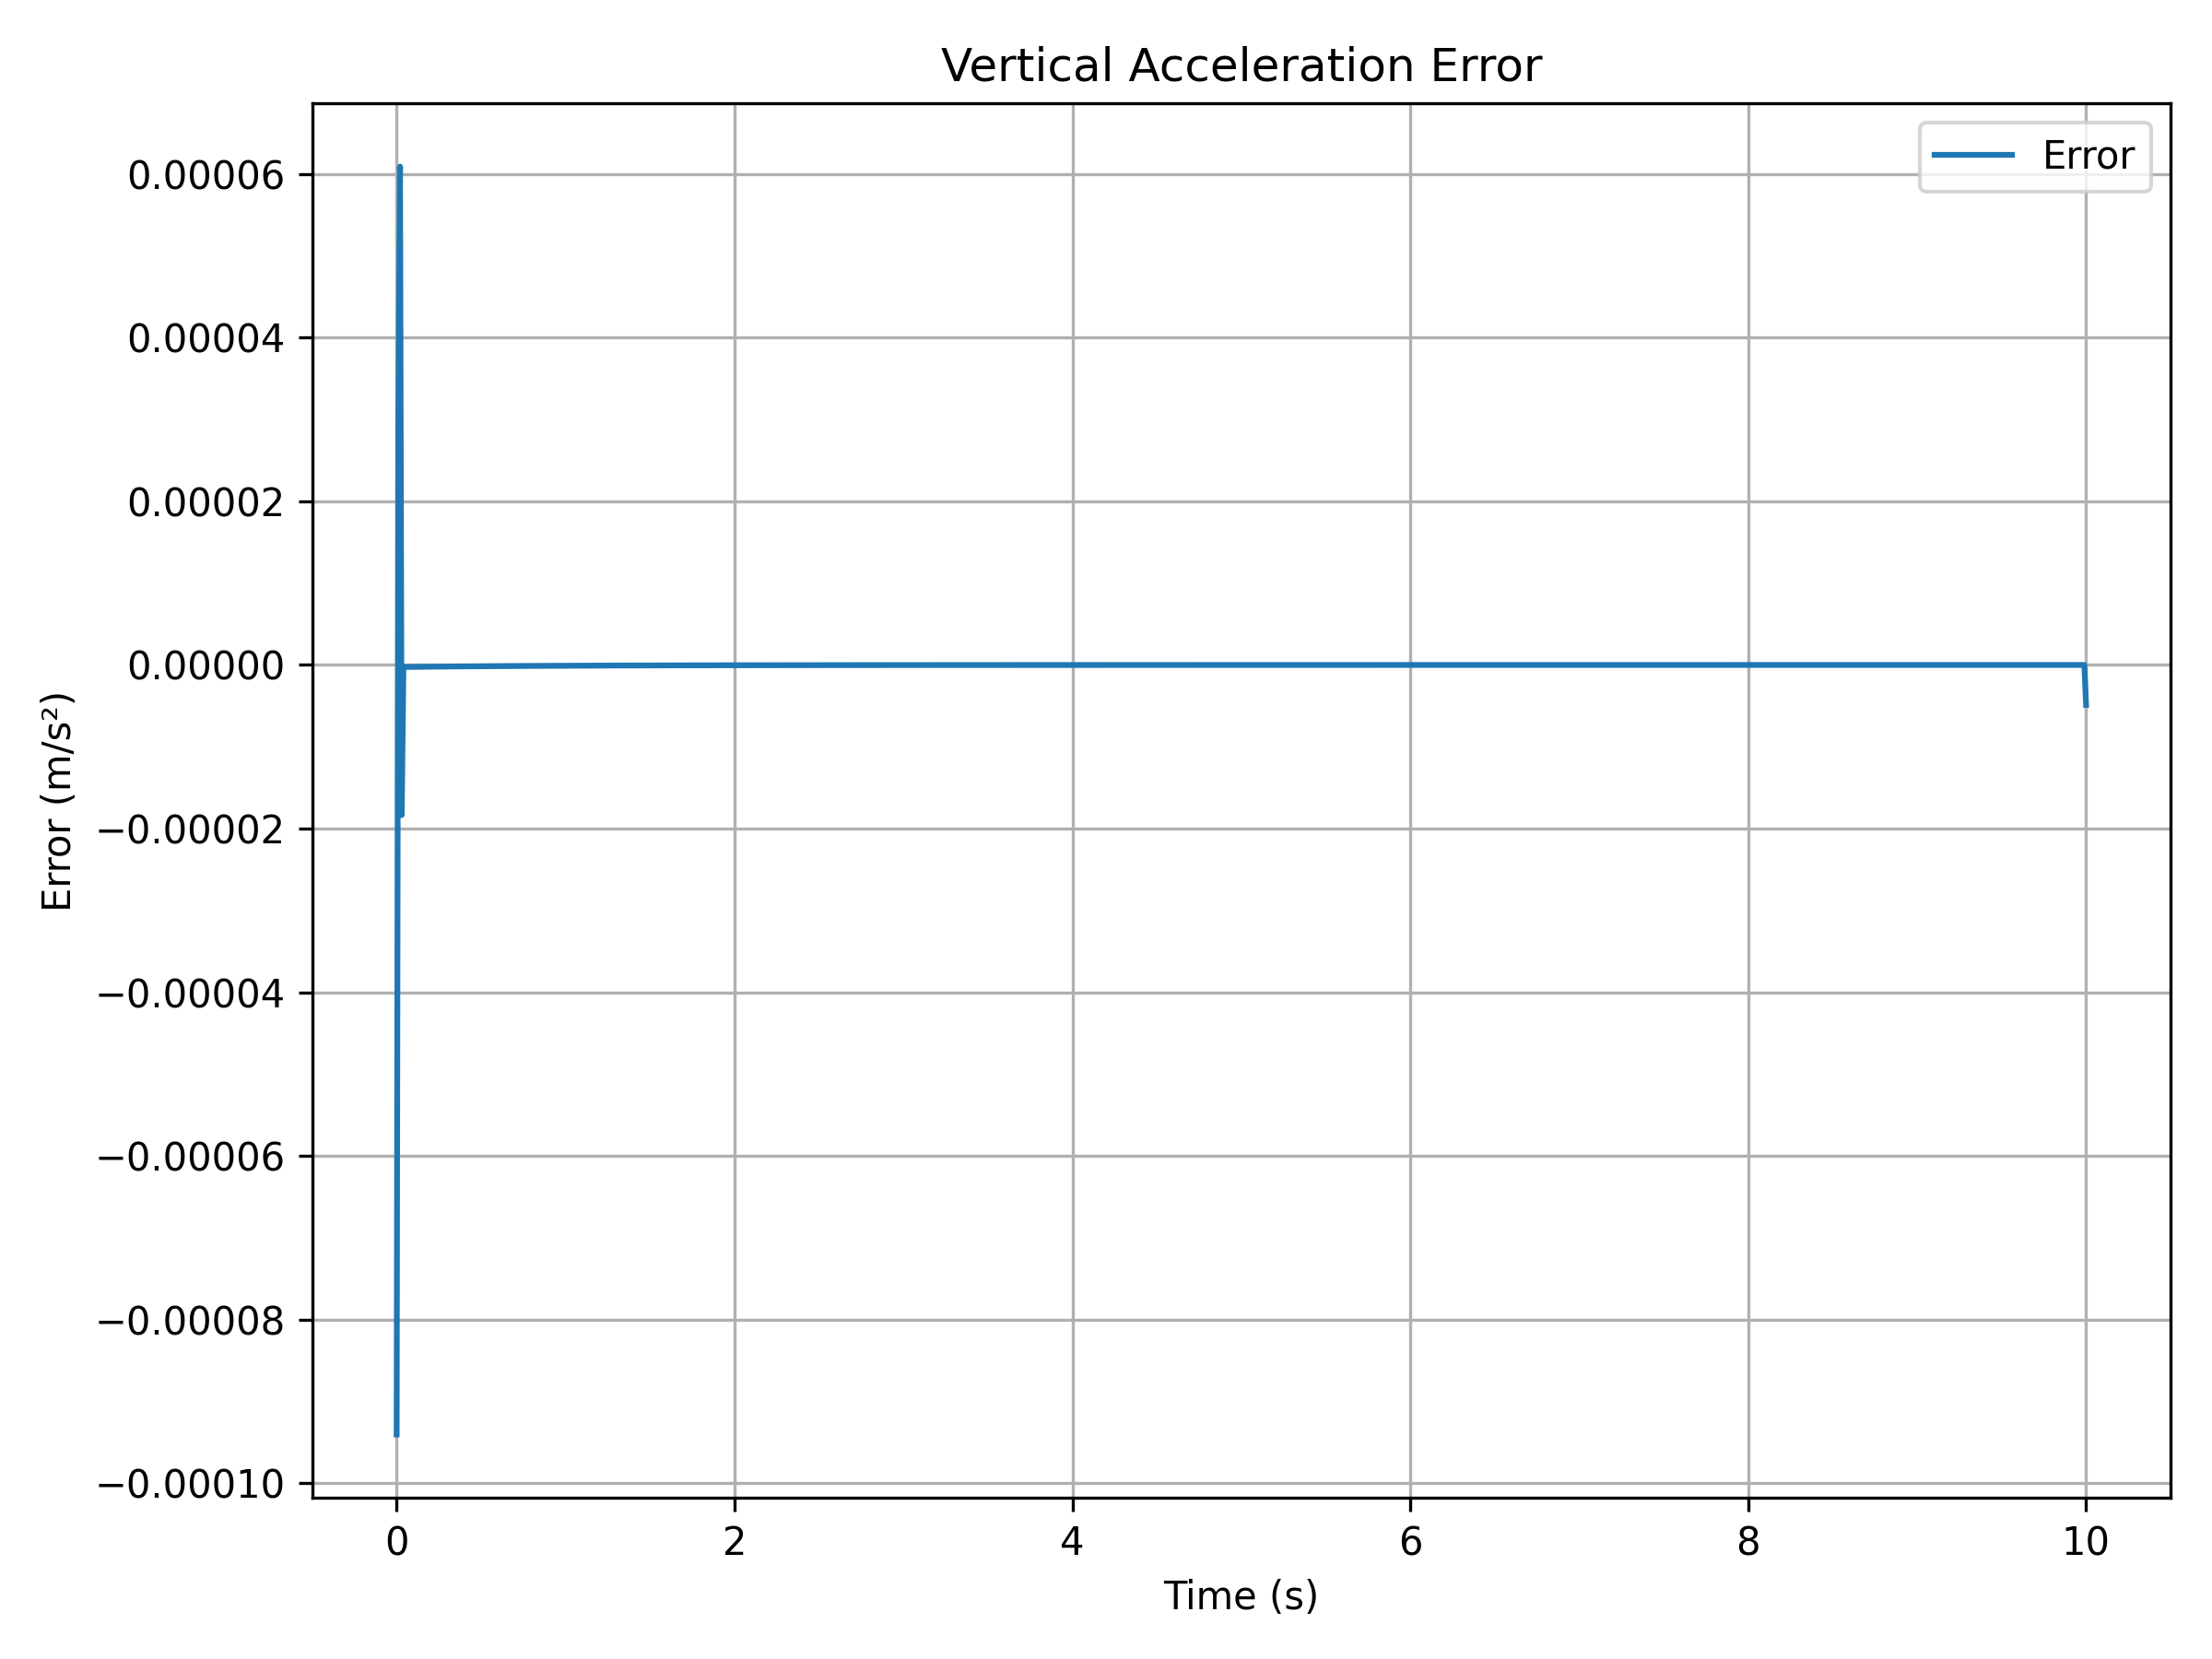 Vertical Acceleration Error
Error
0.00006
0.00004
0.00002
0.00000
−0.00002
−0.00004
−0.00006
−0.00008
−0.00010
Error (m/s²)
0 2 4 6 8 10
Time (s)